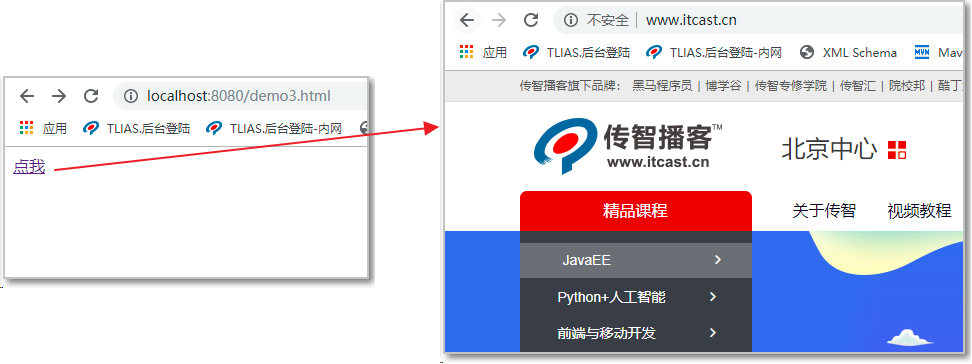 localhost:8080/demo3.html
应用 TLIAS.后台登陆 TLIAS.后台登陆-内网
点我
不安全 | www.itcast.cn
应用 TLIAS.后台登陆 TLIAS.后台登陆-内网 XML Schema MVN Mav
传智播客旗下品牌： 黑马程序员 | 博学谷 | 传智专修学院 | 传智汇 | 院校邦 | 酷丁
传智播客™ 北京中心
www.itcast.cn
精品课程 关于传智 视频教程
JavaEE
Python+人工智能
前端与移动开发